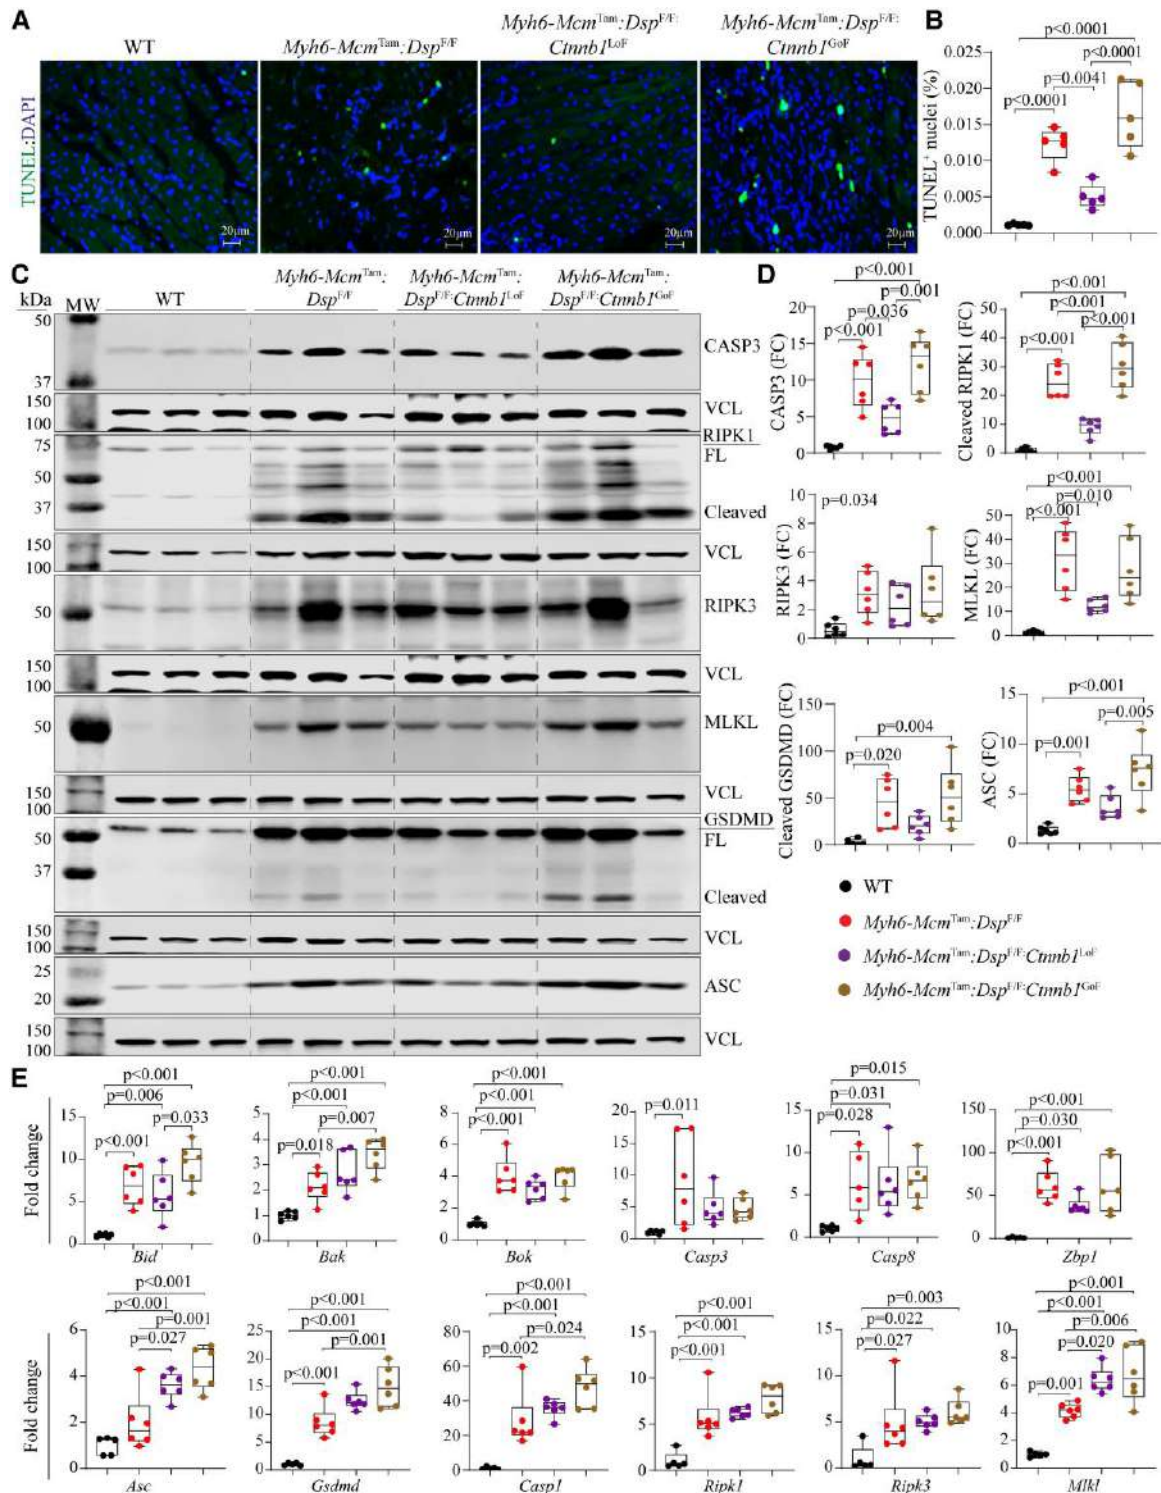 A
WT
Myh6-Mcm^Tam:Dsp^F/F
Myh6-Mcm^Tam:Dsp^F/F:
Ctnnb1^LoF
Myh6-Mcm^Tam:Dsp^F/F:
Ctnnb1^GoF
TUNEL:DAPI
20µm
20µm
20µm
20µm
B
p<0.0001
p<0.0001
p=0.0041
p<0.0001
TUNEL+ nuclei (%)
0.025
0.020
0.015
0.010
0.005
0.000
C
kDa
MW
WT
Myh6-Mcm^Tam:
Dsp^F/F
Myh6-Mcm^Tam:
Dsp^F/F:Ctnnb1^LoF
Myh6-Mcm^Tam:
Dsp^F/F:Ctnnb1^GoF
50
CASP3
37
150
VCL
100
75
RIPK1
FL
50
37
Cleaved
150
VCL
100
50
RIPK3
150
VCL
100
50
MLKL
150
VCL
100
GSDMD
50
FL
37
Cleaved
150
VCL
100
25
ASC
20
150
VCL
100
D
p<0.001
p=0.001
p=0.036
p<0.001
CASP3 (FC)
20
15
10
5
0
p<0.001
p<0.001
p<0.001
p<0.001
Cleaved RIPK1 (FC)
50
40
30
20
10
0
p=0.034
RIPK3 (FC)
10
8
6
4
2
0
p<0.001
p=0.010
p<0.001
MLKL (FC)
50
40
30
20
10
0
p=0.004
p=0.020
Cleaved GSDMD (FC)
150
100
50
0
p<0.001
p=0.005
p=0.001
ASC (FC)
15
10
5
0
WT
Myh6-Mcm^Tam:Dsp^F/F
Myh6-Mcm^Tam:Dsp^F/F:Ctnnb1^LoF
Myh6-Mcm^Tam:Dsp^F/F:Ctnnb1^GoF
E
Fold change
p<0.001
p=0.006
p=0.033
p<0.001
15
10
5
0
Bid
p<0.001
p<0.001
p=0.007
p=0.018
5
4
3
2
1
0
Bak
p<0.001
p<0.001
p<0.001
8
6
4
2
0
Bok
p=0.011
20
15
10
5
0
Casp3
p=0.015
p=0.031
p=0.028
15
10
5
0
Casp8
p<0.001
p=0.030
p<0.001
150
100
50
0
Zbp1
Fold change
p<0.001
p<0.001
p=0.001
p=0.027
6
4
2
0
Asc
p<0.001
p<0.001
p=0.001
p<0.001
25
20
15
10
5
0
Gsdmd
p<0.001
p<0.001
p=0.024
p=0.002
80
60
40
20
0
Casp1
p<0.001
p<0.001
p<0.001
15
10
5
0
Ripk1
p=0.003
p=0.022
p=0.027
15
10
5
0
Ripk3
p<0.001
p<0.001
p=0.006
p=0.020
p=0.001
10
8
6
4
2
0
Mlkl